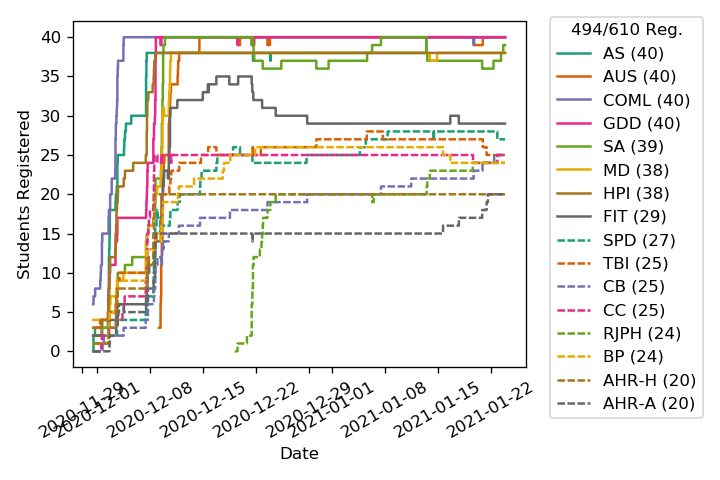 494/610 Reg.
AS (40)
AUS (40)
COML (40)
GDD (40)
SA (39)
MD (38)
HPI (38)
FIT (29)
SPD (27)
TBI (25)
CB (25)
CC (25)
RJPH (24)
BP (24)
AHR-H (20)
AHR-A (20)
Students Registered
40
35
30
25
20
15
10
5
0
2020-11-29
2020-12-01
2020-12-08
2020-12-15
2020-12-22
2020-12-29
2021-01-01
2021-01-08
2021-01-15
2021-01-22
Date